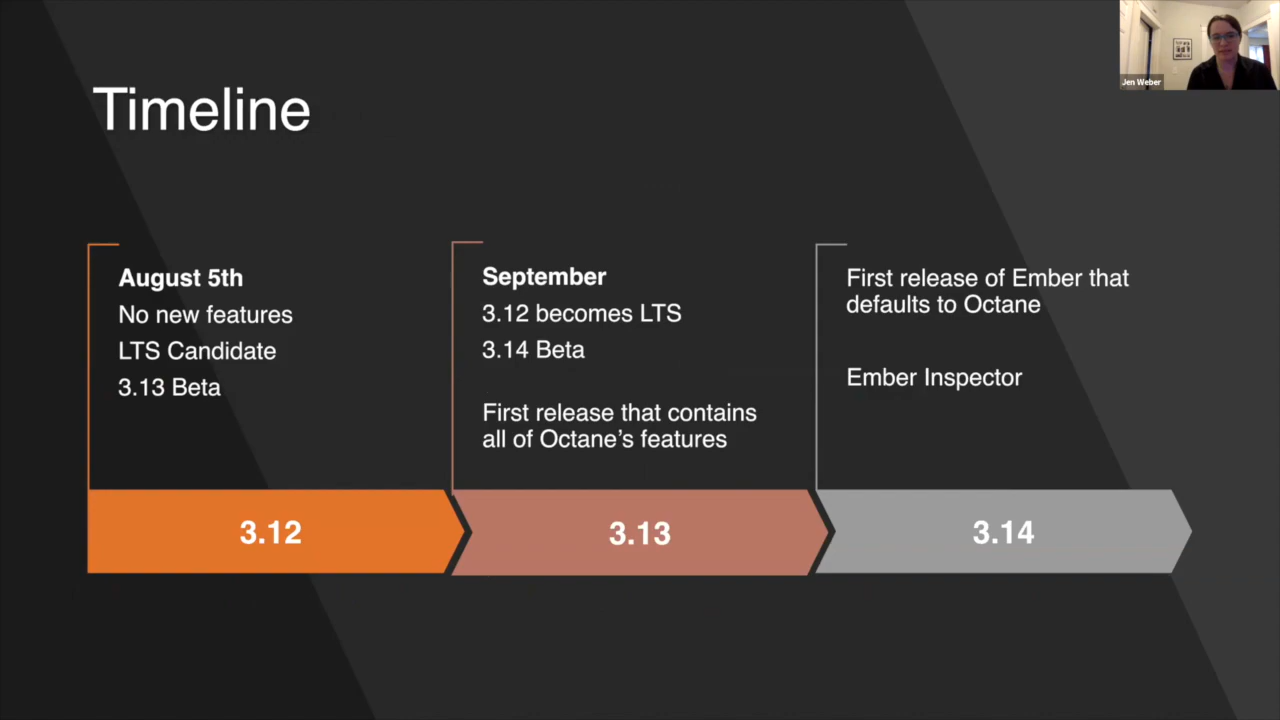 Jen Weber
Timeline
August 5th
No new features
LTS Candidate
3.13 Beta
September
3.12 becomes LTS
3.14 Beta
First release that contains
all of Octane’s features
First release of Ember that
defaults to Octane
Ember Inspector
3.12
3.13
3.14